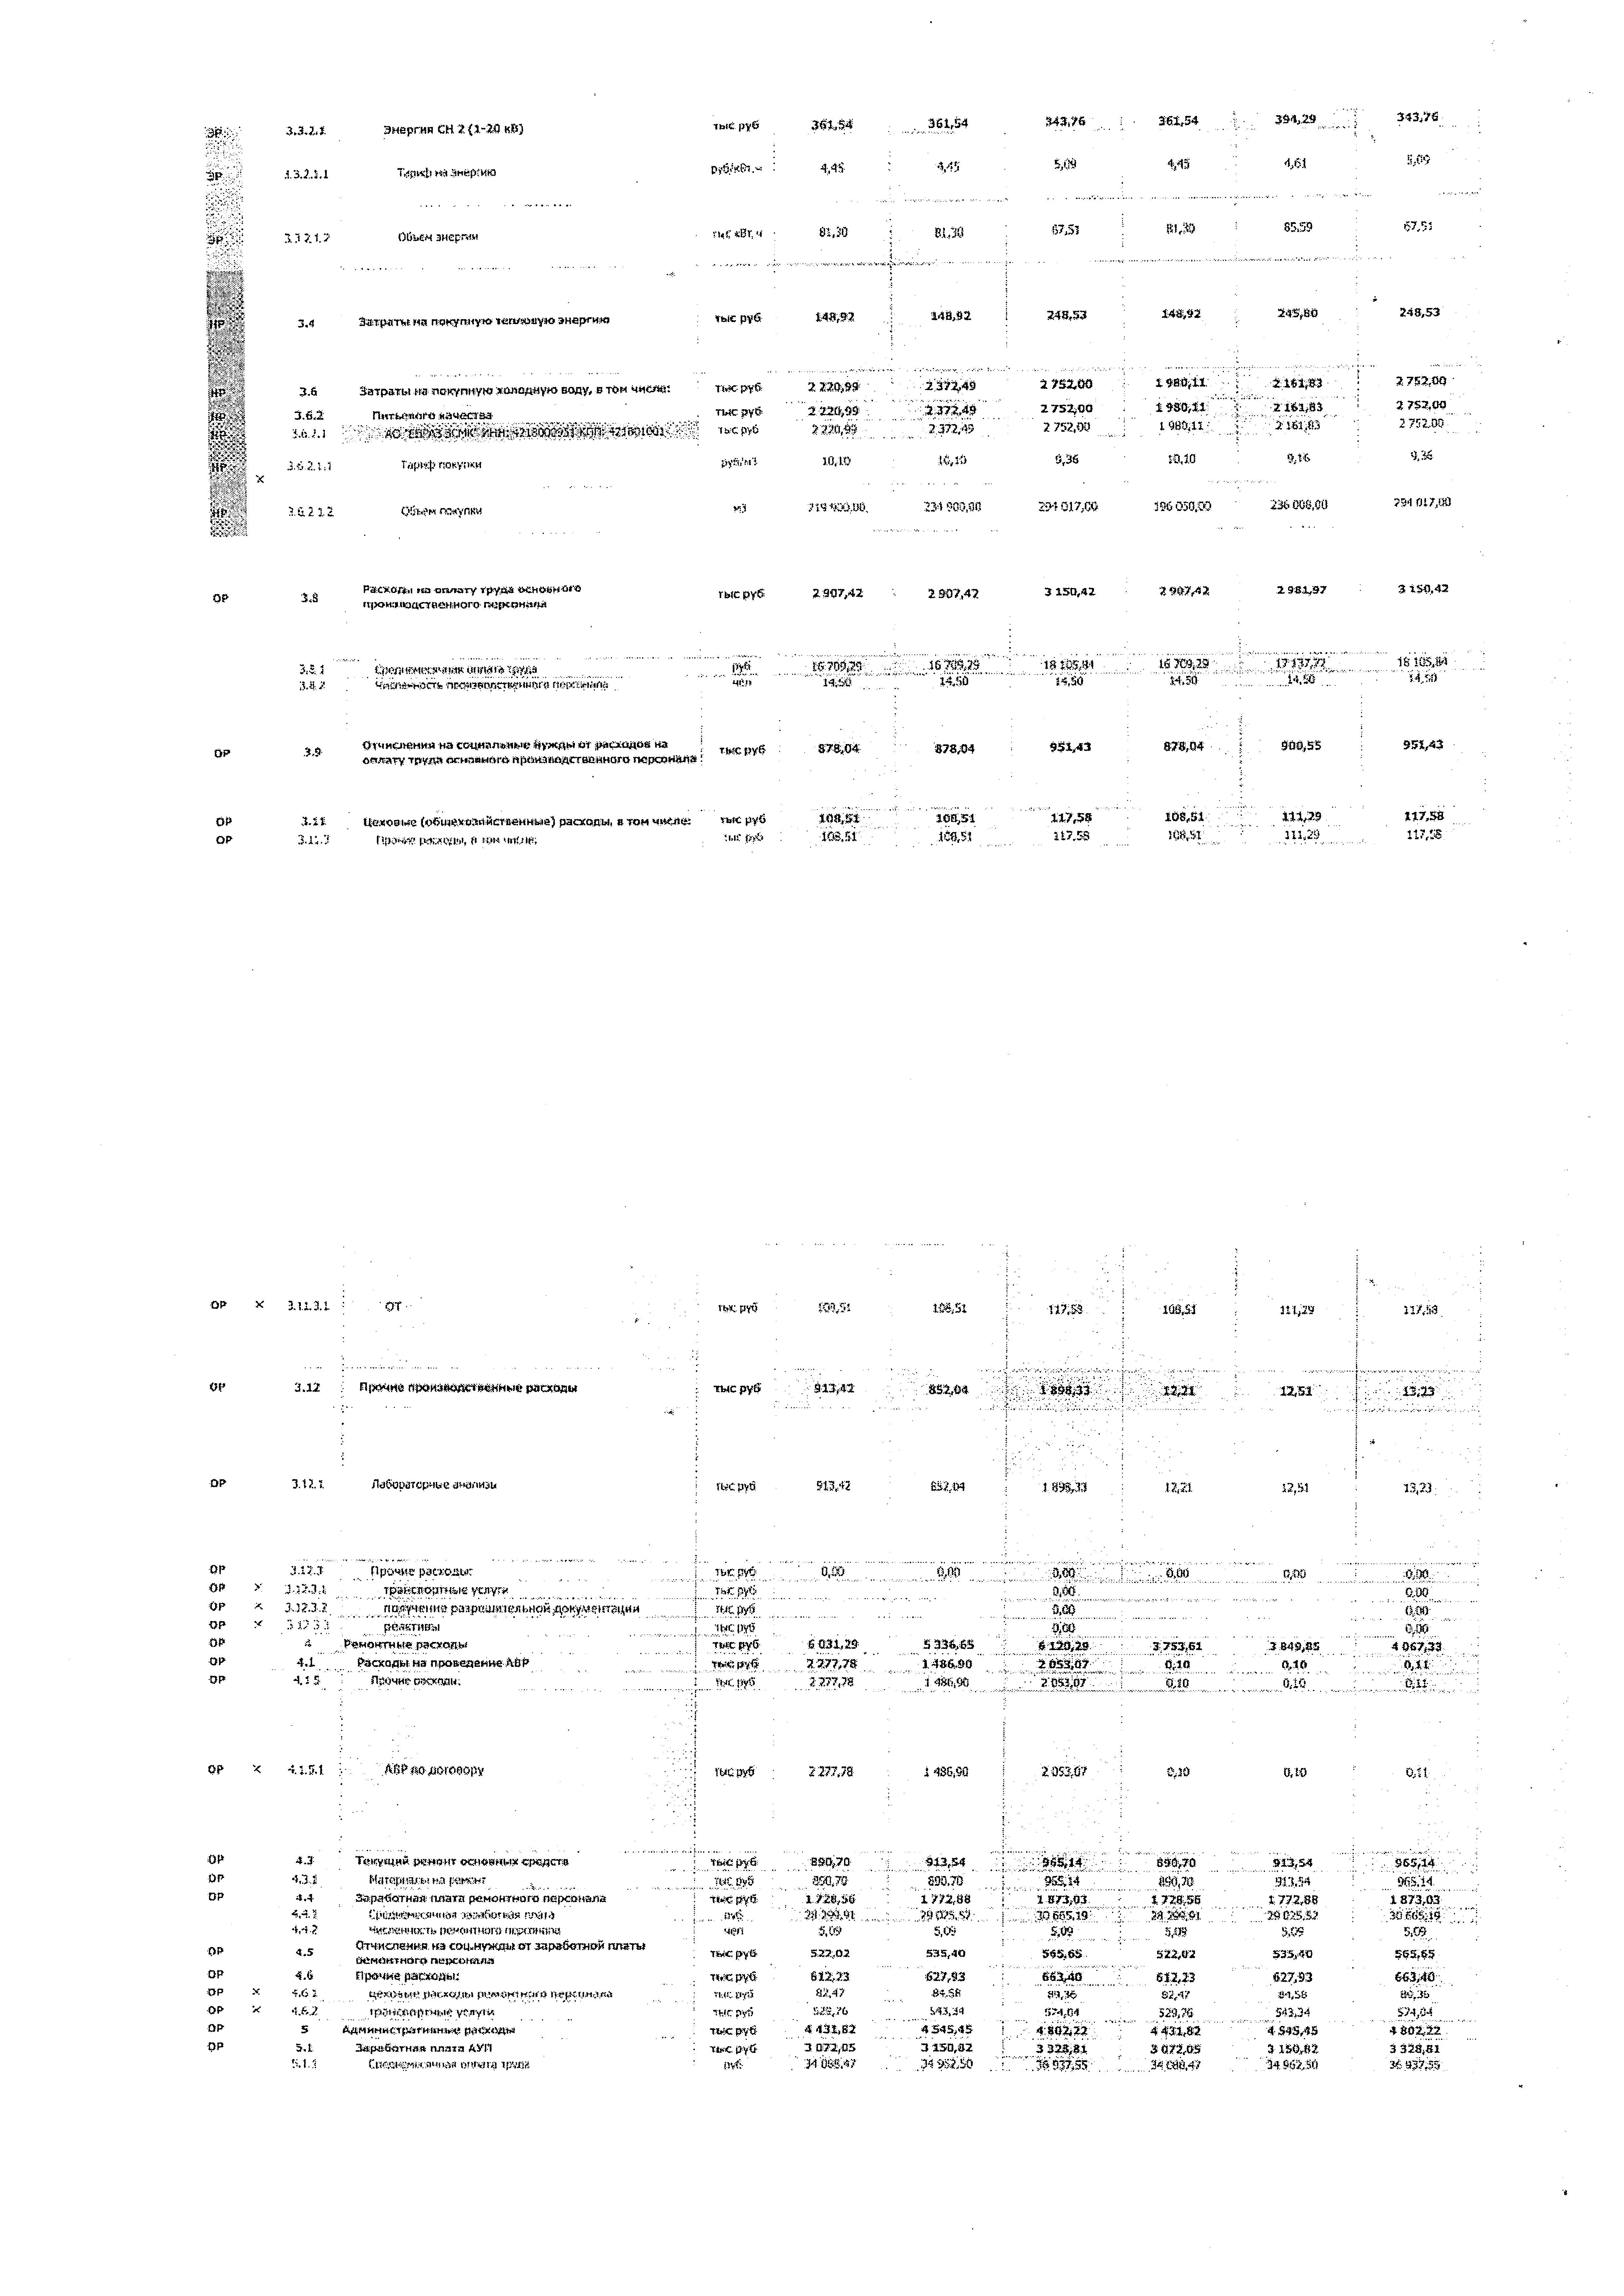 3.3.2.1 Энергия СН 2 (1-20 кВ) тыс руб 361,54 361,54 343,76 361,54 394,29 343,76
Тариф на энергию 4,45 4,45 5,09 4,45 4,61 5,09
Объем энергии 81,30 81,30 67,51 81,30 85,59 67,51
3.4 Затраты на покупную тепловую энергию тыс руб 148,92 148,92 248,53 148,92 245,80 248,53
3.6 Затраты на покупную холодную воду, в том числе: тыс руб 2 220,99 2 372,49 2 752,00 1 980,11 2 161,83 2 752,00
3.6.2 Питьевого качества тыс руб 2 220,99 2 372,49 2 752,00 1 980,11 2 161,83 2 752,00
3.6.2.1 тыс руб 2 220,99 2 372,49 2 752,00 1 980,11 2 161,83 2 752,00
3.6.2.1.1 Тариф покупки руб/м3 10,10 10,10 9,36 10,10 9,16 9,36
x
Объем покупки м3 234 900,00 294 017,00 196 050,00 236 006,00 294 017,00
ОР 3.8 Расходы на оплату труда основного производственного персонала тыс руб 2 907,42 2 907,42 3 150,42 2 907,42 2 981,97 3 150,42
3.8.1 Среднемесячная оплата труда руб 16 709,29 16 709,29 18 105,84 16 709,29 17 137,77 18 105,84
3.8.2 Численность производственного персонала чел 14,50 14,50 14,50 14,50 14,50 14,50
ОР 3.9 Отчисления на социальные нужды от расходов на оплату труда основного производственного персонала тыс руб 878,04 878,04 951,43 878,04 900,55 951,43
ОР 3.11 Цеховые (общехозяйственные) расходы, в том числе: тыс руб 108,51 108,51 117,58 108,51 111,29 117,58
ОР 3.11.3 Прочие расходы, в том числе: тыс руб 108,51 108,51 117,58 108,51 111,29 117,58
ОР x 3.11.3.1 ОТ тыс руб 108,51 108,51 117,58 108,51 111,29 117,58
ОР 3.12 Прочие производственные расходы тыс руб 913,42 852,04 1 898,33 12,21 12,51 13,23
ОР 3.12.1 Лабораторные анализы тыс руб 913,42 852,04 1 898,33 12,21 12,51 13,23
ОР 3.12.3 Прочие расходы: тыс руб 0,00 0,00 0,00 0,00 0,00 0,00
ОР x 3.12.3.1 транспортные услуги тыс руб 0,00 0,00
ОР x 3.12.3.2 получение разрешительной документации тыс руб 0,00 0,00
ОР x 3.12.3.3 реактивы тыс руб 0,00 0,00
ОР 4 Ремонтные расходы тыс руб 6 031,29 5 336,65 6 120,29 3 753,61 3 849,85 4 067,33
ОР 4.1 Расходы на проведение АВР тыс руб 2 277,78 1 486,90 2 053,07 0,10 0,10 0,11
ОР 4.1.5 Прочие расходы: тыс руб 2 277,78 1 486,90 2 053,07 0,10 0,10 0,11
ОР x 4.1.5.1 АВР по договору тыс руб 2 277,78 1 486,90 2 053,07 0,10 0,10 0,11
ОР 4.3 Текущий ремонт основных средств тыс руб 890,70 913,54 965,14 890,70 913,54 965,14
ОР 4.3.1 Материалы на ремонт тыс руб 890,70 890,70 965,14 890,70 913,54 965,14
ОР 4.4 Заработная плата ремонтного персонала тыс руб 1 728,56 1 772,88 1 873,03 1 728,56 1 772,88 1 873,03
4.4.1 Среднемесячная заработная плата руб 29 025,52 30 665,19 29 025,52 30 665,19
4.4.2 Численность ремонтного персонала чел 5,09 5,09 5,09 5,09 5,09 5,09
ОР 4.5 Отчисления на соц.нужды от заработной платы ремонтного персонала тыс руб 522,02 535,40 565,65 522,02 535,40 565,65
ОР 4.6 Прочие расходы: тыс руб 612,23 627,93 663,40 612,23 627,93 663,40
ОР x 4.6.1 цеховые расходы ремонтного персонала тыс руб 82,47 84,58 89,36 82,47 84,58 89,36
ОР x 4.6.2 транспортные услуги тыс руб 529,76 543,34 574,04 529,76 543,34 574,04
ОР 5 Административные расходы тыс руб 4 431,82 4 545,45 4 802,22 4 431,82 4 545,45 4 802,22
ОР 5.1 Заработная плата АУП тыс руб 3 072,05 3 150,82 3 328,81 3 072,05 3 150,82 3 328,81
5.1.1 Среднемесячная оплата труда руб 34 088,47 34 962,50 36 937,55 34 088,47 34 962,50 36 937,55